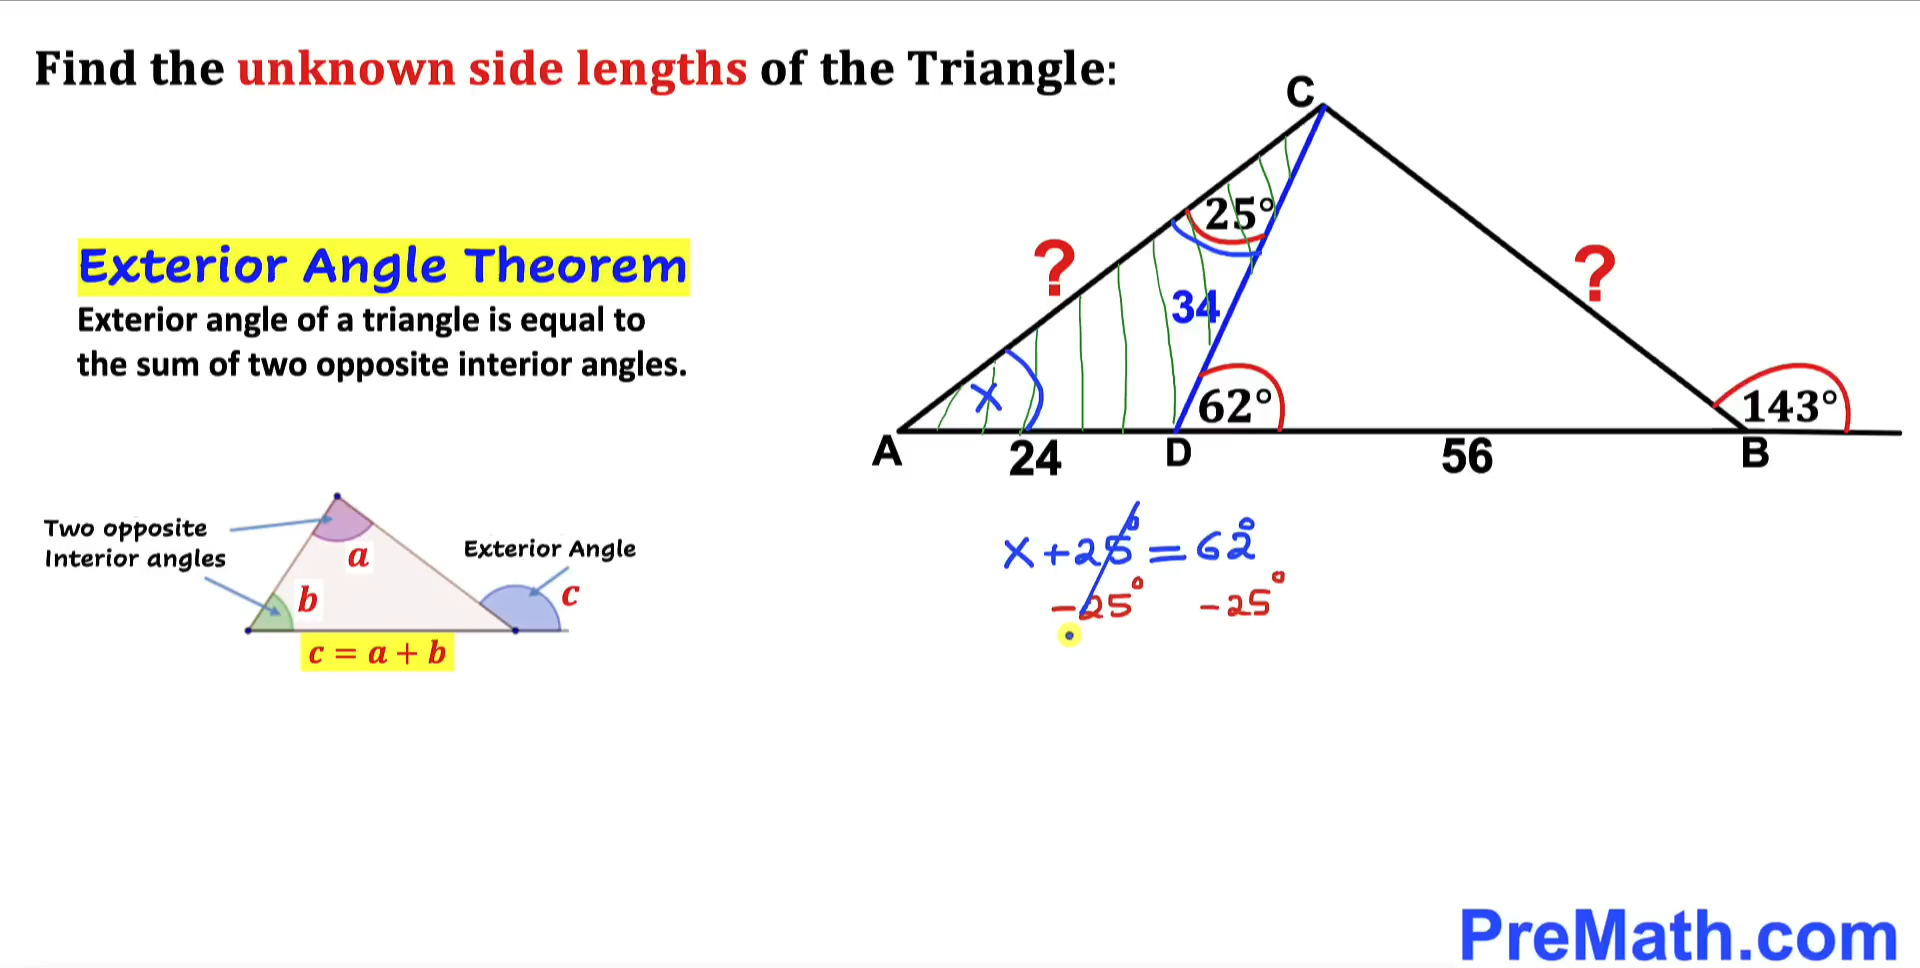 Find the unknown side lengths of the Triangle:
C
25°
?
?
Exterior Angle Theorem
Exterior angle of a triangle is equal to
the sum of two opposite interior angles.
34
x
62°
143°
A
24
D
56
B
Two opposite
Interior angles
a
Exterior Angle
b
c
c = a + b
x+25°=62°
-25° -25°
PreMath.com